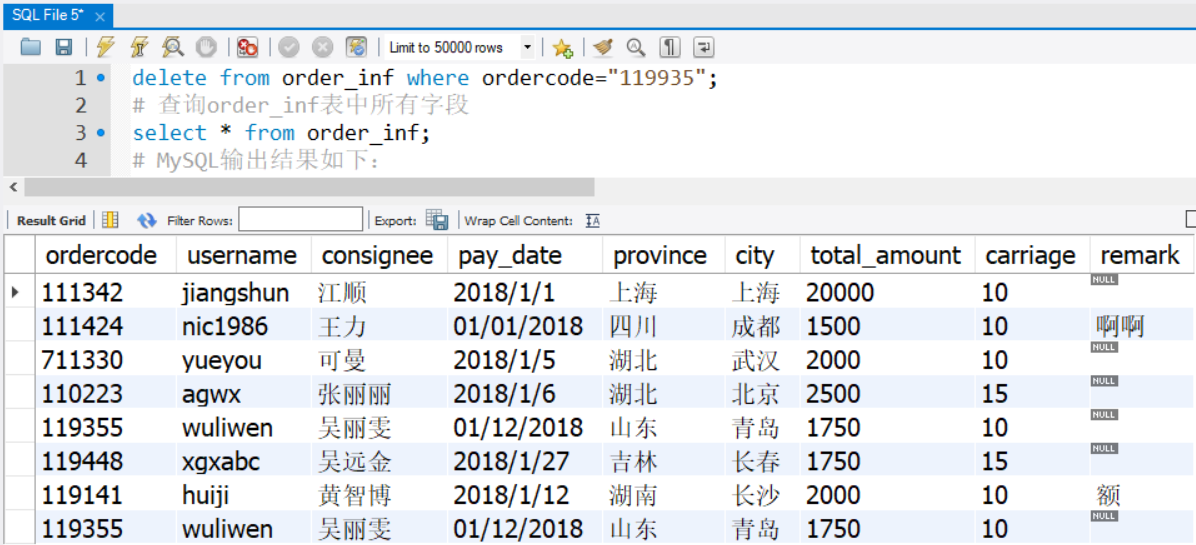 SQL File 5* ×
Limit to 50000 rows
1 delete from order_inf where ordercode="119935";
2 # 查询order_inf表中所有字段
3 select * from order_inf;
4 # MySQL输出结果如下:
Result Grid Filter Rows: Export: Wrap Cell Content: IA
ordercode username consignee pay_date province city total_amount carriage remark
111342 jiangshun 江顺 2018/1/1 上海 上海 20000 10 NULL
111424 nic1986 王力 01/01/2018 四川 成都 1500 10 啊啊
711330 yueyou 可曼 2018/1/5 湖北 武汉 2000 10 NULL
110223 agwx 张丽丽 2018/1/6 湖北 北京 2500 15 NULL
119355 wuliwen 吴丽雯 01/12/2018 山东 青岛 1750 10 NULL
119448 xgxabc 吴远金 2018/1/27 吉林 长春 1750 15 NULL
119141 huiji 黄智博 2018/1/12 湖南 长沙 2000 10 额
119355 wuliwen 吴丽雯 01/12/2018 山东 青岛 1750 10 NULL